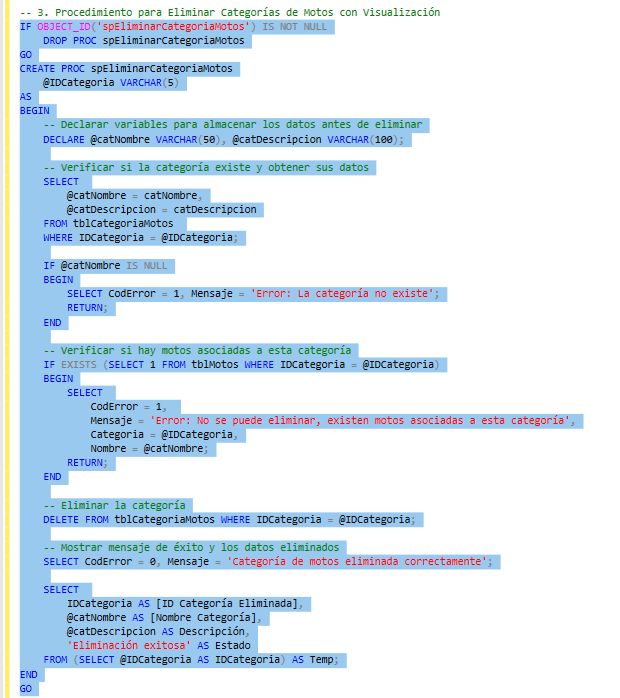 -- 3. Procedimiento para Eliminar Categorías de Motos con Visualización
IF OBJECT_ID('spEliminarCategoriaMotos') IS NOT NULL
DROP PROC spEliminarCategoriaMotos
GO
CREATE PROC spEliminarCategoriaMotos
@IDCategoria VARCHAR(5)
AS
BEGIN
-- Declarar variables para almacenar los datos antes de eliminar
DECLARE @catNombre VARCHAR(50), @catDescripcion VARCHAR(100);
-- Verificar si la categoría existe y obtener sus datos
SELECT
@catNombre = catNombre,
@catDescripcion = catDescripcion
FROM tblCategoriaMotos
WHERE IDCategoria = @IDCategoria;
IF @catNombre IS NULL
BEGIN
SELECT CodError = 1, Mensaje = 'Error: La categoría no existe';
RETURN;
END
-- Verificar si hay motos asociadas a esta categoría
IF EXISTS (SELECT 1 FROM tblMotos WHERE IDCategoria = @IDCategoria)
BEGIN
SELECT
CodError = 1,
Mensaje = 'Error: No se puede eliminar, existen motos asociadas a esta categoría',
Categoria = @IDCategoria,
Nombre = @catNombre;
RETURN;
END
-- Eliminar la categoría
DELETE FROM tblCategoriaMotos WHERE IDCategoria = @IDCategoria;
-- Mostrar mensaje de éxito y los datos eliminados
SELECT CodError = 0, Mensaje = 'Categoría de motos eliminada correctamente';
SELECT
IDCategoria AS [ID Categoría Eliminada],
@catNombre AS [Nombre Categoría],
@catDescripcion AS Descripción,
'Eliminación exitosa' AS Estado
FROM (SELECT @IDCategoria AS IDCategoria) AS Temp;
END
GO